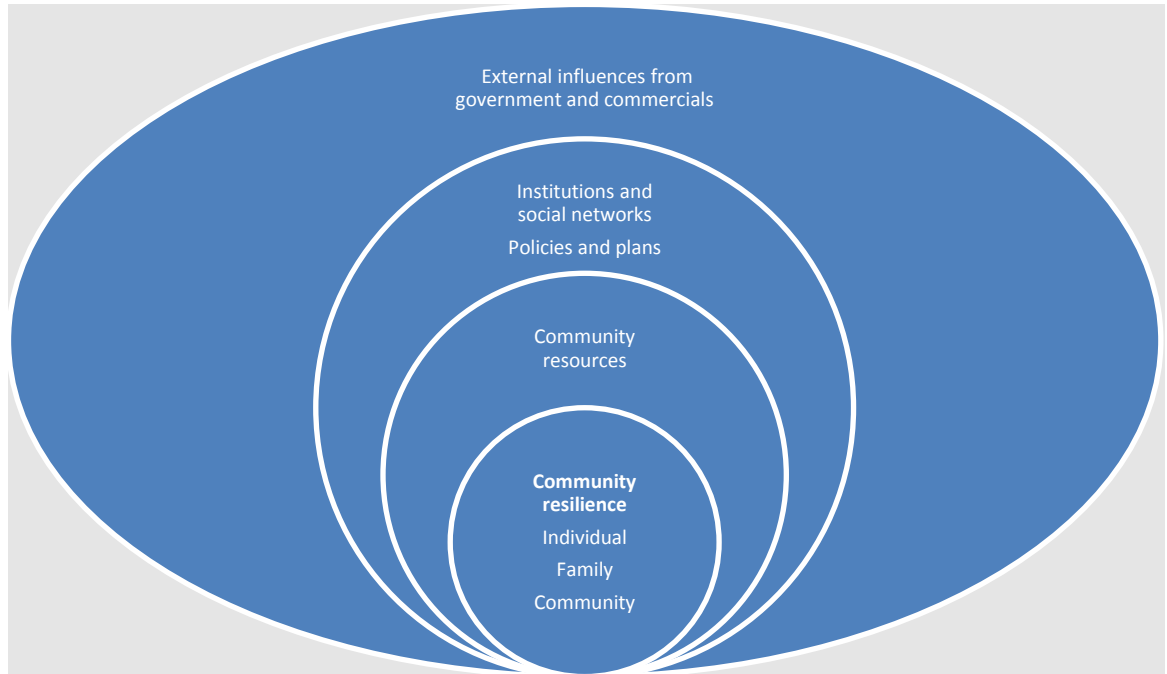 External influences from
government and commercials
Institutions and
social networks
Policies and plans
Community
resources
Community
resilience
Individual
Family
Community